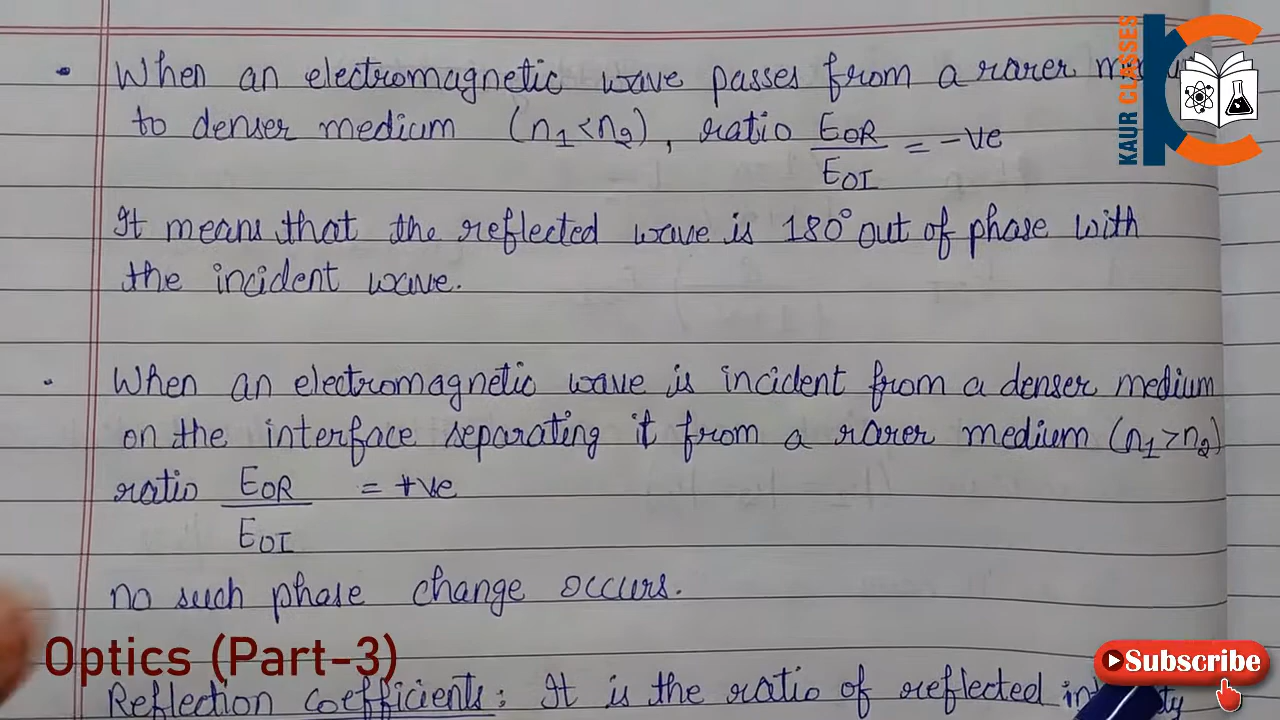 • When an electromagnetic wave passes from a rarer
to denser medium (n1 < n2), ratio EOR/EOI = -ve
It means that the reflected wave is 180° out of phase with
the incident wave.
• When an electromagnetic wave is incident from a denser medium
on the interface separating it from a rarer medium (n1 > n2)
ratio EOR/EOI = +ve
no such phase change occurs.
Reflection coefficients: It is the ratio of reflected
Optics (Part-3)
Subscribe
KAUR CLASSES